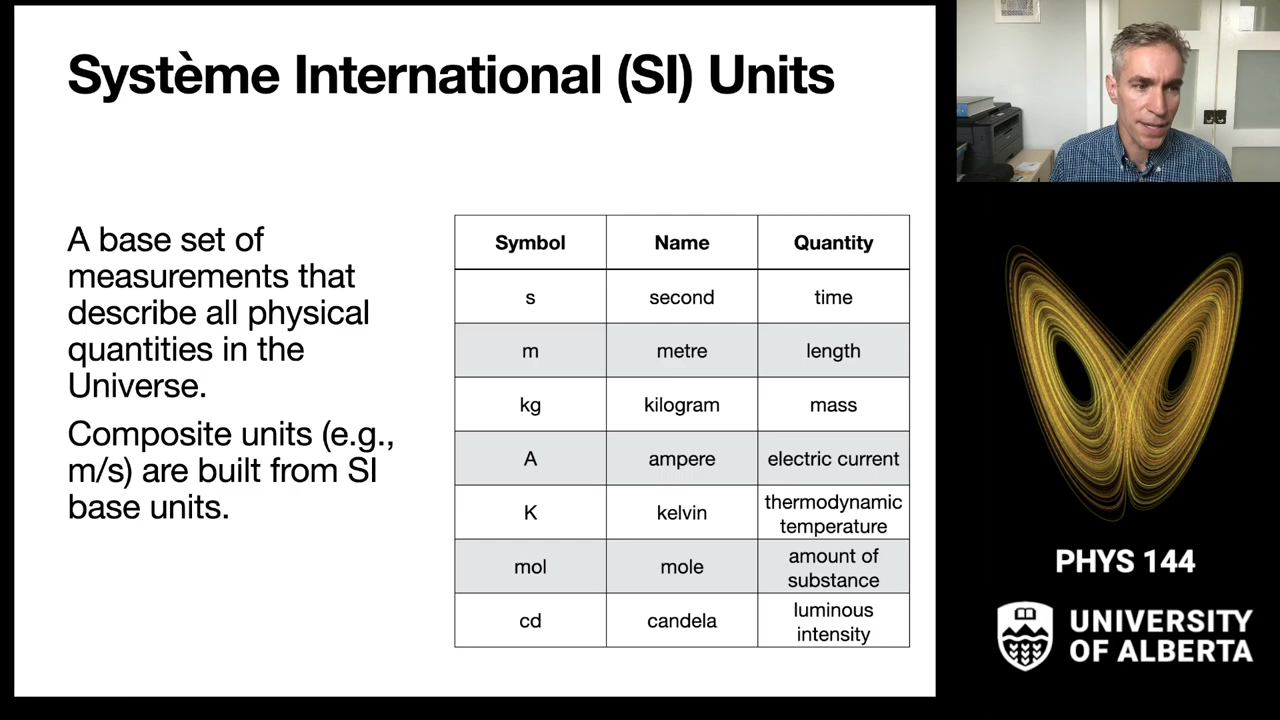 Système International (SI) Units
A base set of
measurements that
describe all physical
quantities in the
Universe.
Composite units (e.g.,
m/s) are built from SI
base units.
Symbol Name Quantity
s second time
m metre length
kg kilogram mass
A ampere electric current
K kelvin thermodynamic
temperature
mol mole amount of
substance
cd candela luminous
intensity
PHYS 144
UNIVERSITY
OF ALBERTA